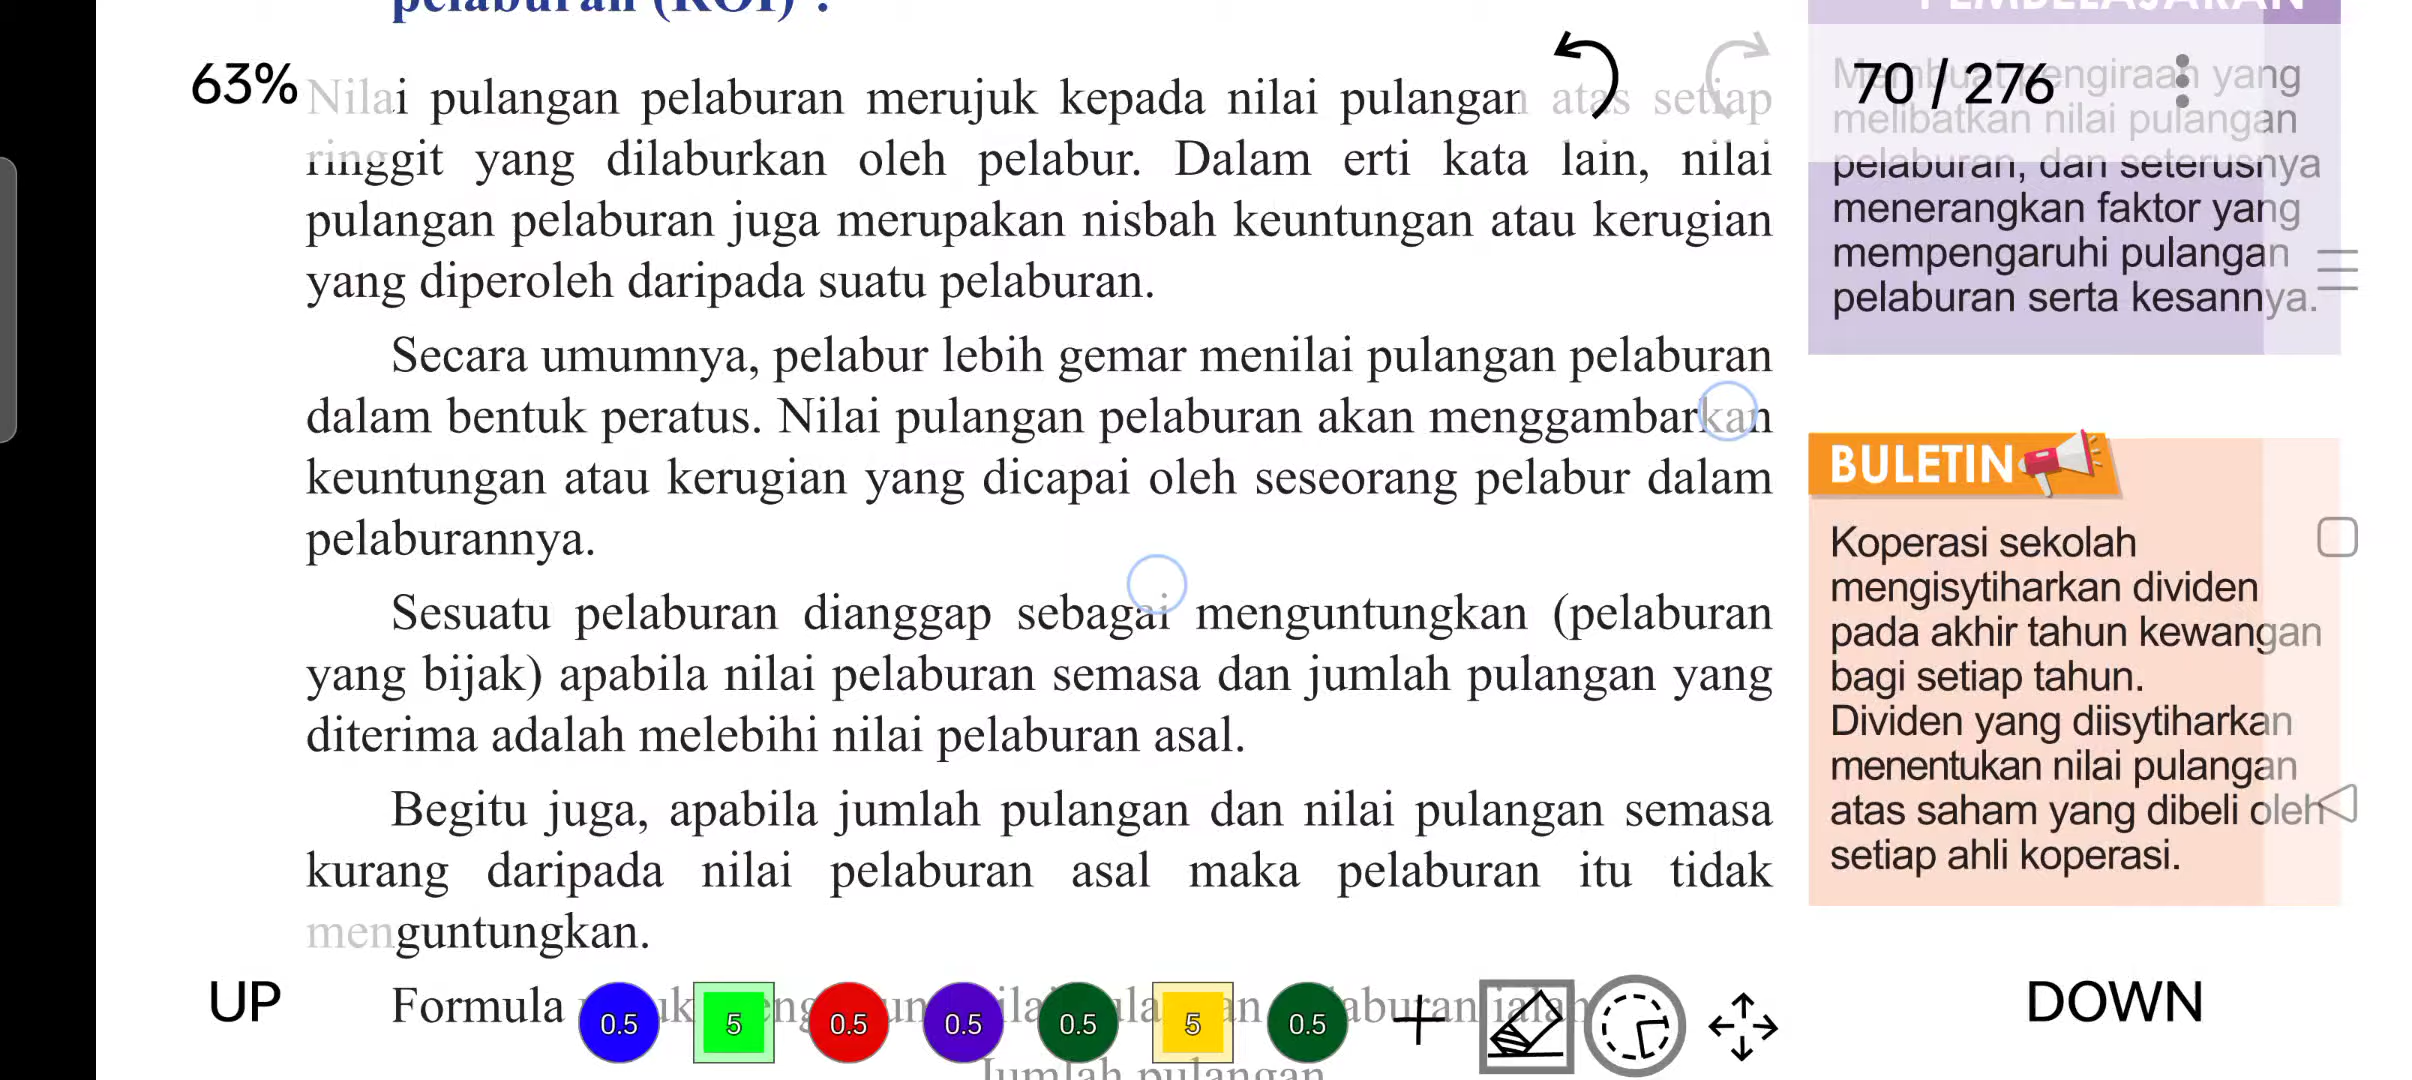 pelaburan (ROI)
63%
Nilai pulangan pelaburan merujuk kepada nilai pulangan atas setiap
ringgit yang dilaburkan oleh pelabur. Dalam erti kata lain, nilai
pulangan pelaburan juga merupakan nisbah keuntungan atau kerugian
yang diperoleh daripada suatu pelaburan.
Secara umumnya, pelabur lebih gemar menilai pulangan pelaburan
dalam bentuk peratus. Nilai pulangan pelaburan akan menggambarkan
keuntungan atau kerugian yang dicapai oleh seseorang pelabur dalam
pelaburannya.
Sesuatu pelaburan dianggap sebagai menguntungkan (pelaburan
yang bijak) apabila nilai pelaburan semasa dan jumlah pulangan yang
diterima adalah melebihi nilai pelaburan asal.
Begitu juga, apabila jumlah pulangan dan nilai pulangan semasa
kurang daripada nilai pelaburan asal maka pelaburan itu tidak
menguntungkan.
Formula
Jumlah pulangan
PEMBELAJARAN
70 / 276
Membuat pengiraan yang
melibatkan nilai pulangan
pelaburan, dan seterusnya
menerangkan faktor yang
mempengaruhi pulangan
pelaburan serta kesannya.
BULETIN
Koperasi sekolah
mengisytiharkan dividen
pada akhir tahun kewangan
bagi setiap tahun.
Dividen yang diisytiharkan
menentukan nilai pulangan
atas saham yang dibeli oleh
setiap ahli koperasi.
UP
0.5 5 0.5 0.5 0.5 5 0.5
DOWN